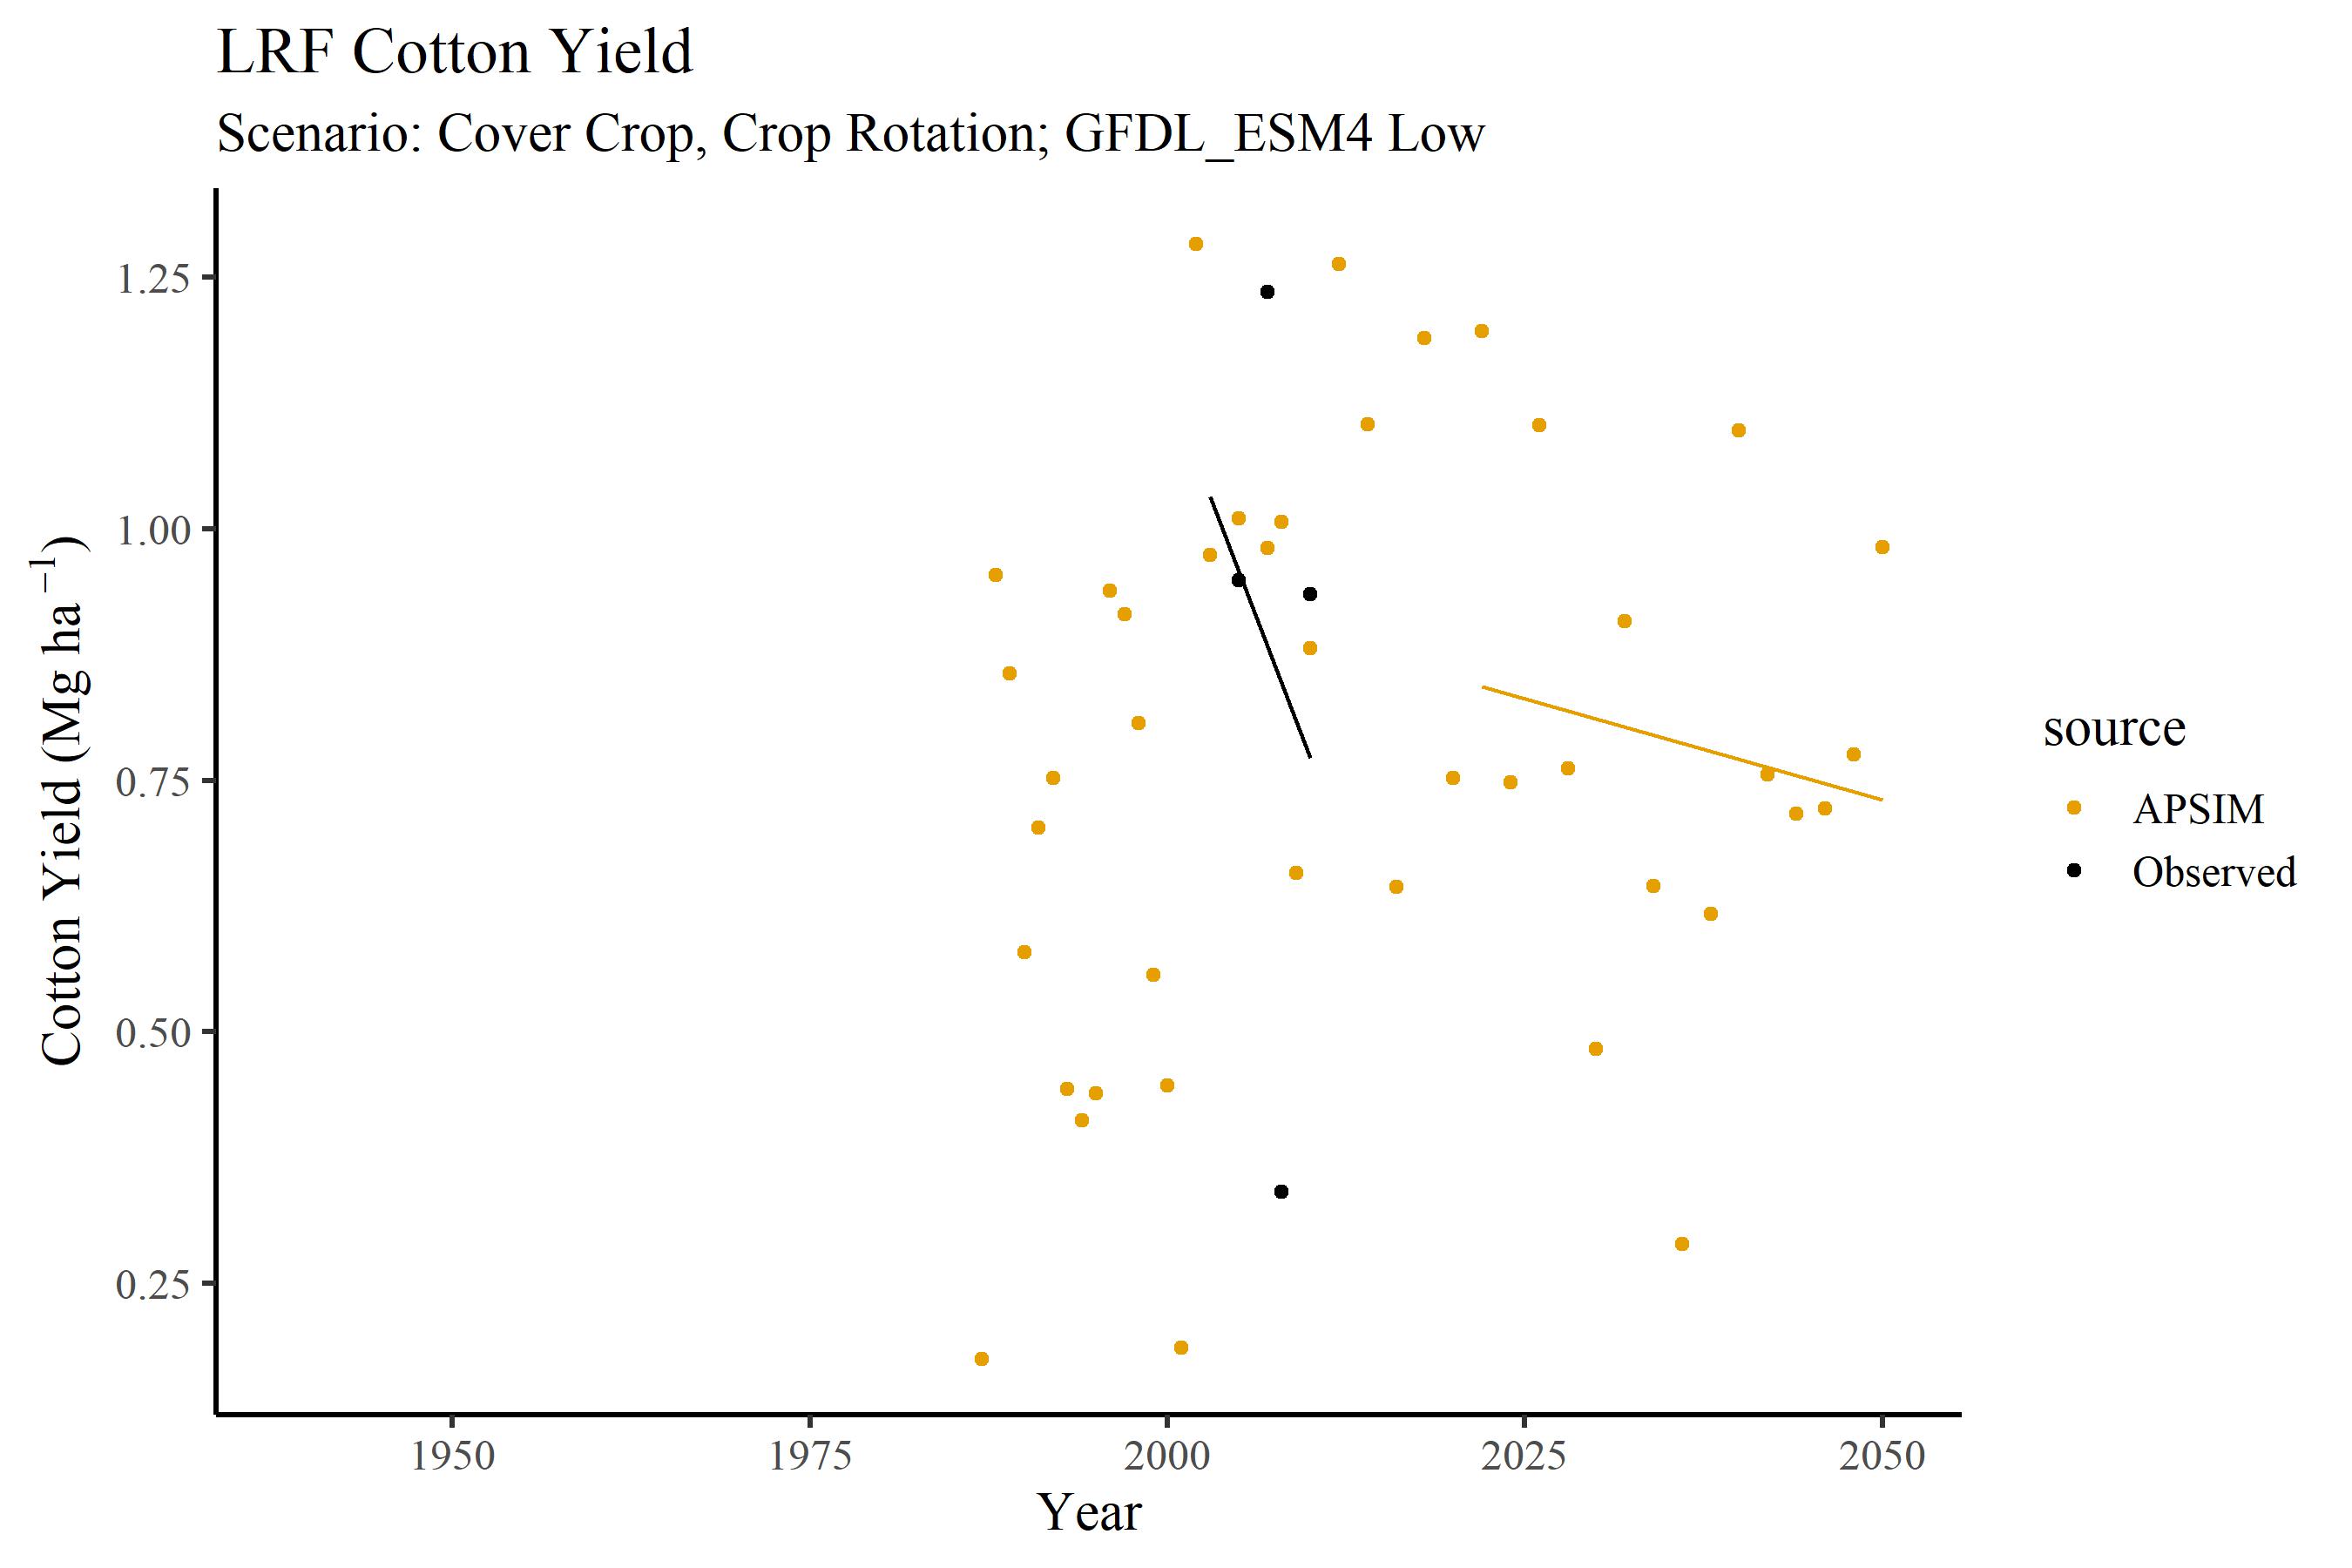 LRF Cotton Yield
Scenario: Cover Crop, Crop Rotation; GFDL_ESM4 Low
Cotton Yield (Mg ha⁻¹)
1.25
1.00
0.75
0.50
0.25
1950 1975 2000 2025 2050
Year
source
APSIM
Observed